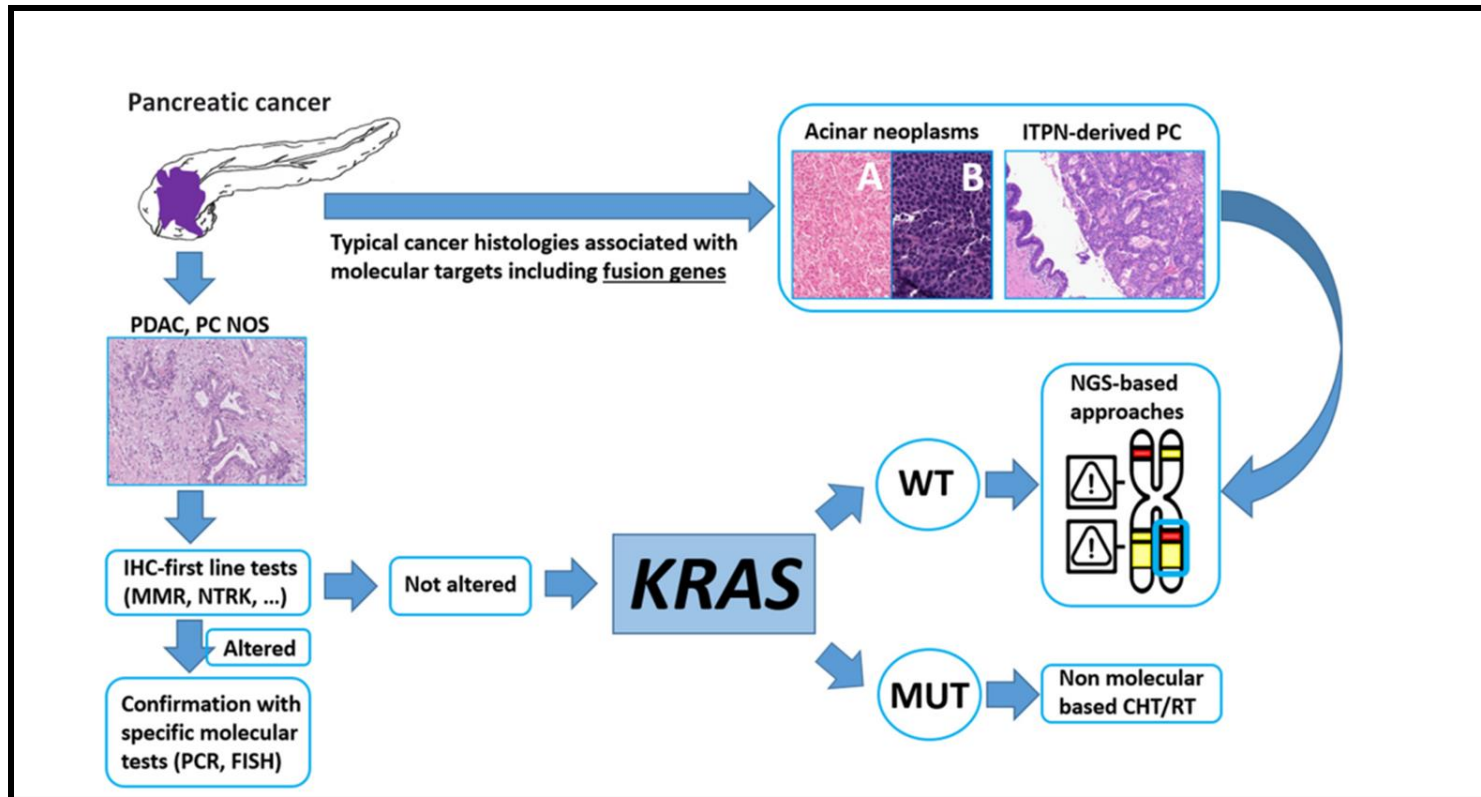 Pancreatic cancer
Typical cancer histologies associated with
molecular targets including fusion genes
Acinar neoplasms
ITPN-derived PC
A
B
PDAC, PC NOS
NGS-based
approaches
WT
IHC-first line tests
(MMR, NTRK, ...)
Not altered
KRAS
Altered
MUT
Non molecular
based CHT/RT
Confirmation with
specific molecular
tests (PCR, FISH)